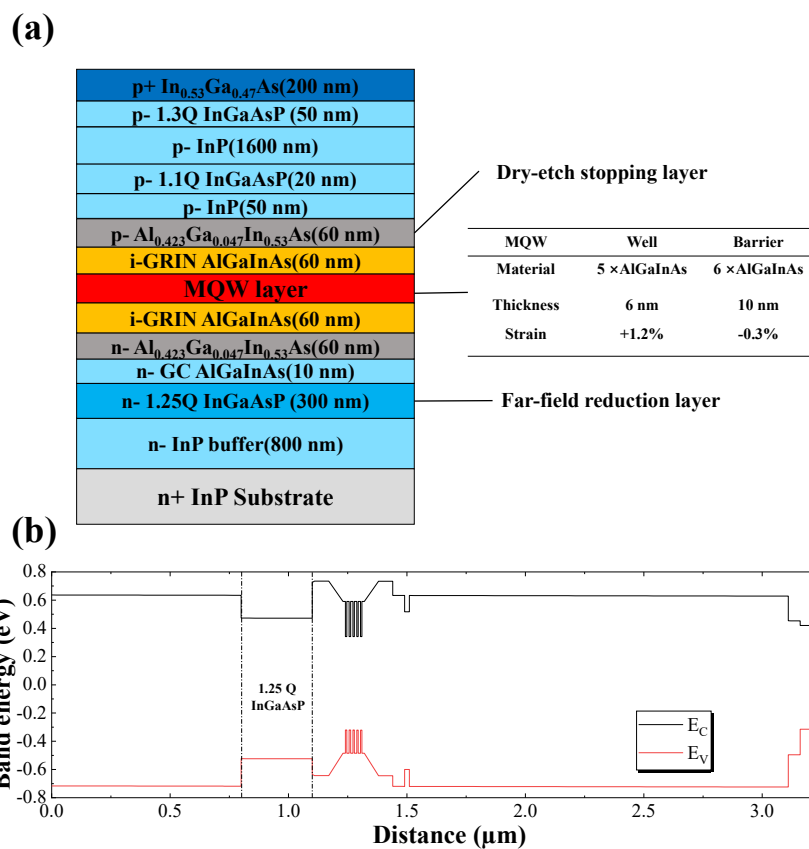 (a)
p+ In₀.₅₃Ga₀.₄₇As(200 nm)
p- 1.3Q InGaAsP (50 nm)
p- InP(1600 nm)
p- 1.1Q InGaAsP(20 nm)
p- InP(50 nm)
p- Al₀.₄₂₃Ga₀.₀₄₇In₀.₅₃As(60 nm)
i-GRIN AlGaInAs(60 nm)
MQW layer
i-GRIN AlGaInAs(60 nm)
n- Al₀.₄₂₃Ga₀.₀₄₇In₀.₅₃As(60 nm)
n- GC AlGaInAs(10 nm)
n- 1.25Q InGaAsP (300 nm)
n- InP buffer(800 nm)
n+ InP Substrate
Dry-etch stopping layer
MQW Well Barrier
Material 5 ×AlGaInAs 6 ×AlGaInAs
Thickness 6 nm 10 nm
Strain +1.2% -0.3%
Far-field reduction layer
(b)
Band energy (eV)
0.8
0.6
0.4
0.2
0.0
-0.2
-0.4
-0.6
-0.8
1.25 Q
InGaAsP
E_C
E_V
0.0 0.5 1.0 1.5 2.0 2.5 3.0
Distance (μm)